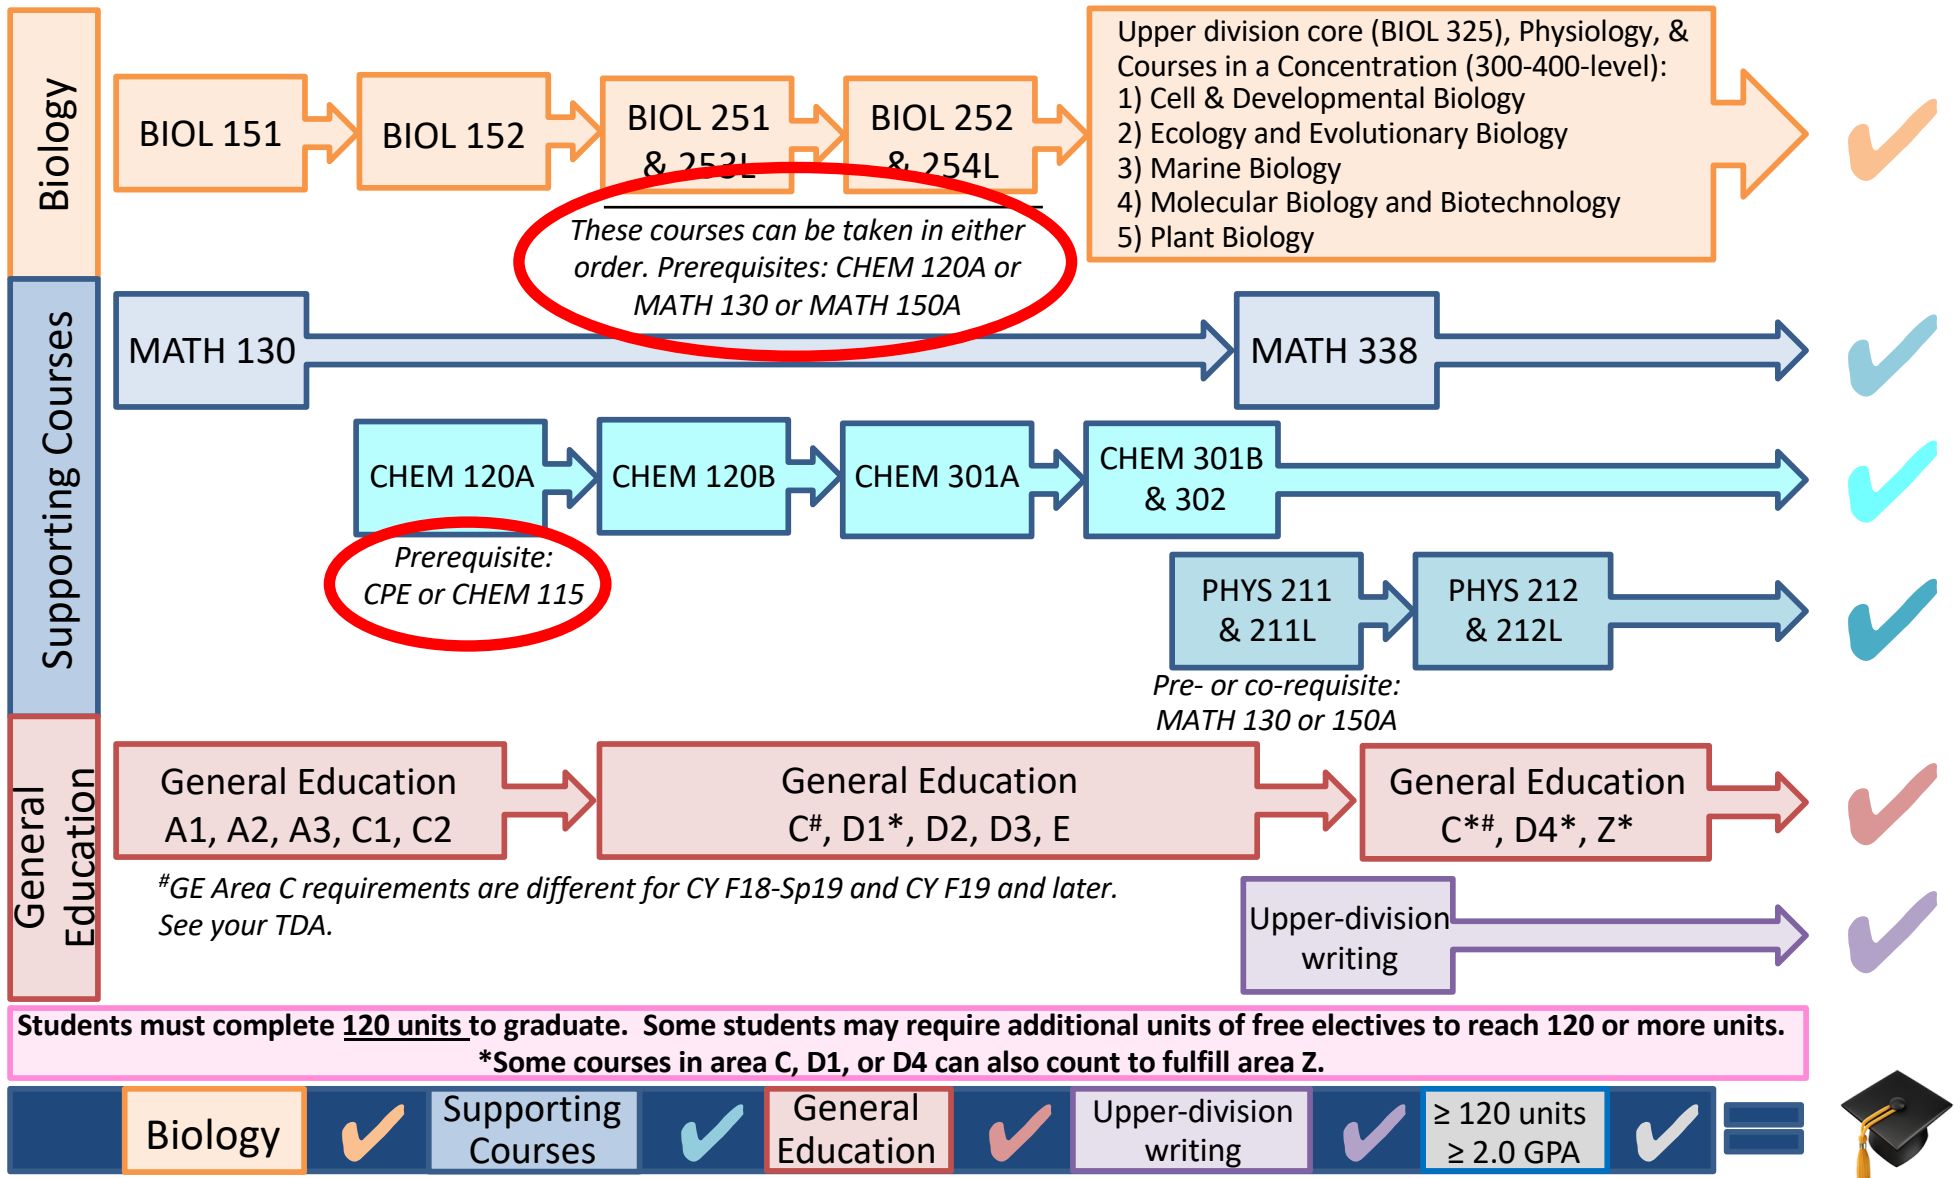 Biology
BIOL 151
BIOL 152
BIOL 251
& 253L
BIOL 252
& 254L
Upper division core (BIOL 325), Physiology, &
Courses in a Concentration (300-400-level):
1) Cell & Developmental Biology
2) Ecology and Evolutionary Biology
3) Marine Biology
4) Molecular Biology and Biotechnology
5) Plant Biology
These courses can be taken in either
order. Prerequisites: CHEM 120A or
MATH 130 or MATH 150A
Supporting Courses
MATH 130
MATH 338
CHEM 120A
CHEM 120B
CHEM 301A
CHEM 301B
& 302
Prerequisite:
CPE or CHEM 115
PHYS 211
& 211L
PHYS 212
& 212L
Pre- or co-requisite:
MATH 130 or 150A
General
Education
General Education
A1, A2, A3, C1, C2
General Education
C#, D1*, D2, D3, E
General Education
C*#, D4*, Z*
#GE Area C requirements are different for CY F18-Sp19 and CY F19 and later.
See your TDA.
Upper-division
writing
Students must complete 120 units to graduate.  Some students may require additional units of free electives to reach 120 or more units.
*Some courses in area C, D1, or D4 can also count to fulfill area Z.
Biology
Supporting
Courses
General
Education
Upper-division
writing
≥ 120 units
≥ 2.0 GPA